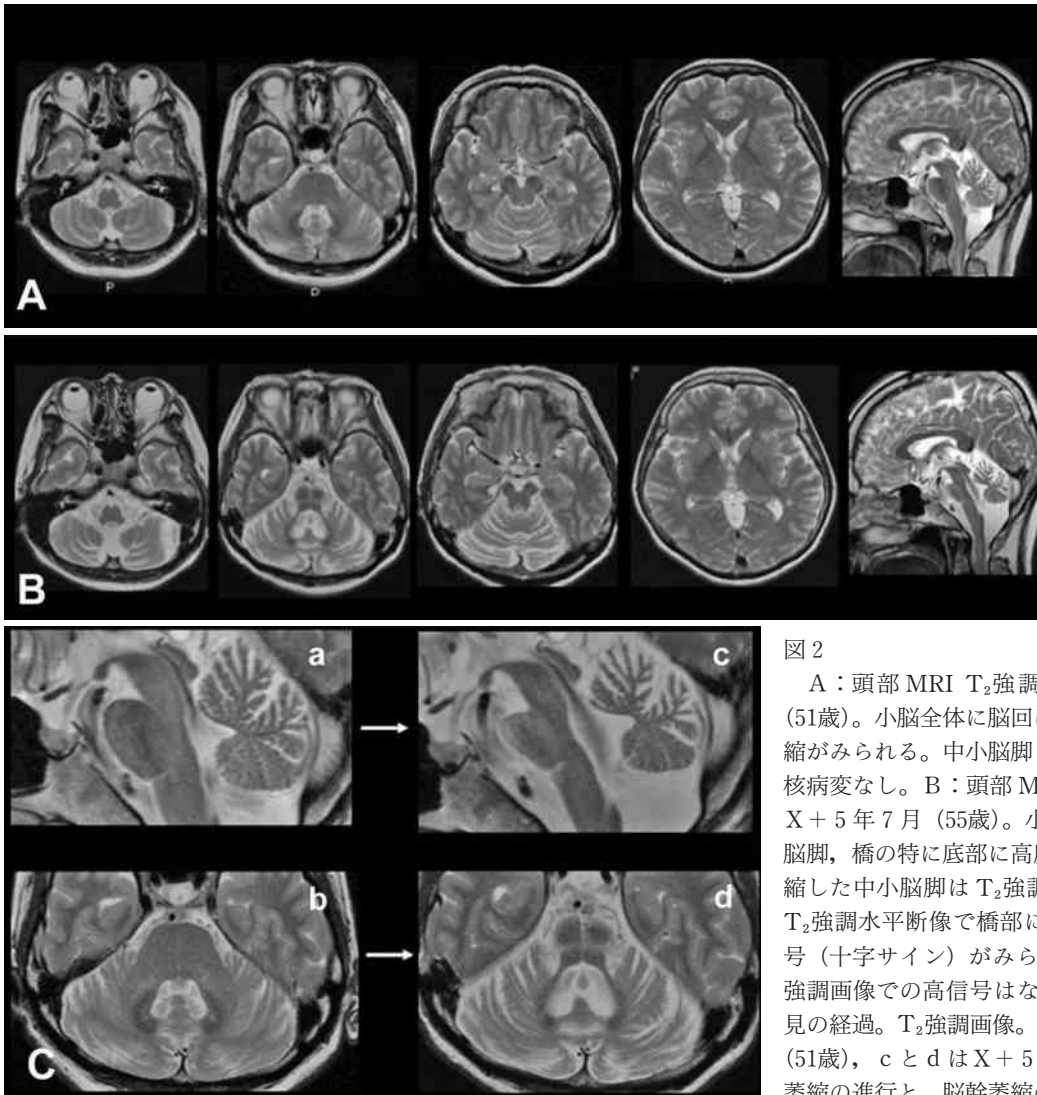 A
P
P
B
a
c
b
d
C
図 2
A：頭部 MRI T₂強調
(51歳)。小脳全体に脳回
縮がみられる。中小脳脚
核病変なし。B：頭部 M
X＋5 年 7 月 (55歳)。小
脳脚，橋の特に底部に高
縮した中小脳脚は T₂強調
T₂強調水平断像で橋部に
号（十字サイン）がみら
強調画像での高信号はな
見の経過。T₂強調画像。
(51歳)，c と d は X＋5
萎縮の進行と，脳幹萎縮